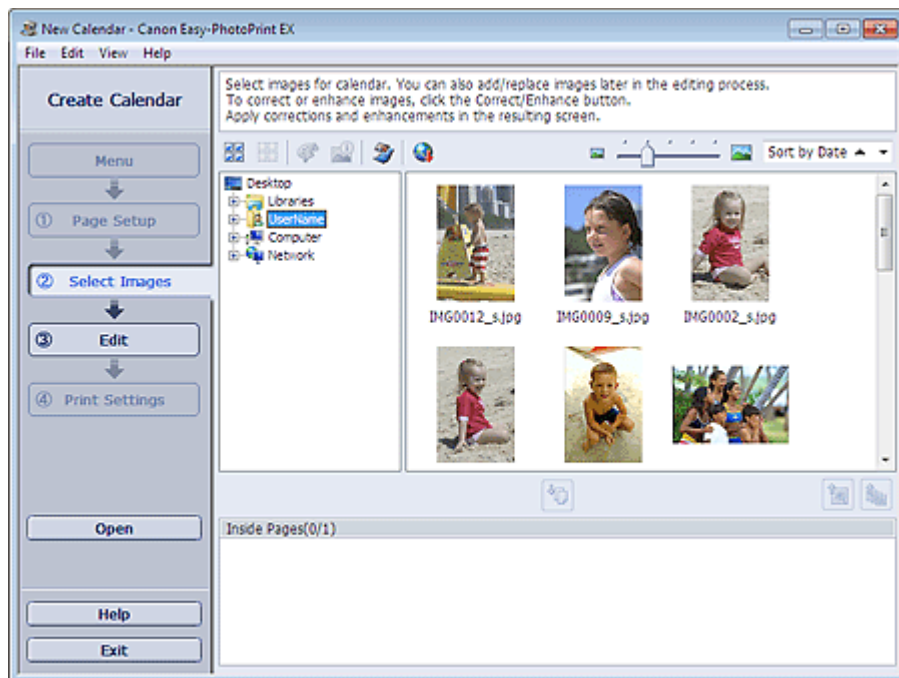 New Calendar - Canon Easy-PhotoPrint EX
File Edit View Help
Create Calendar
Select images for calendar. You can also add/replace images later in the editing process.
To correct or enhance images, click the Correct/Enhance button.
Apply corrections and enhancements in the resulting screen.
Menu
① Page Setup
② Select Images
③ Edit
④ Print Settings
Open
Help
Exit
Sort by Date
Desktop
Libraries
UserName
Computer
Network
IMG0012_s.jpg IMG0009_s.jpg IMG0002_s.jpg
Inside Pages(0/1)